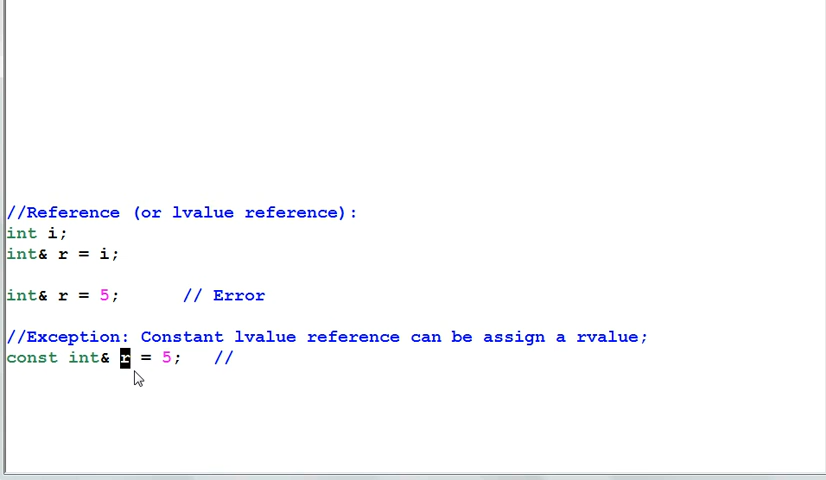 //Reference (or lvalue reference):
int i;
int& r = i;
int& r = 5;      // Error
//Exception: Constant lvalue reference can be assign a rvalue;
const int& r = 5;   //